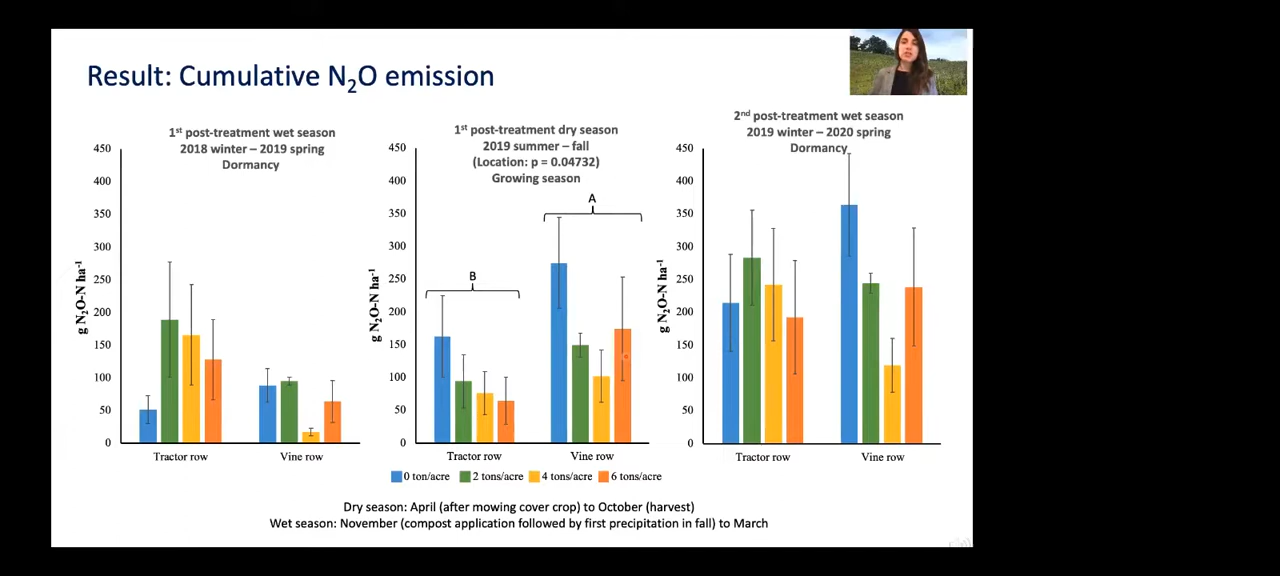 Result: Cumulative N2O emission
1st post-treatment wet season
2018 winter – 2019 spring
Dormancy
450
400
350
300
250
200
150
100
50
0
g N2O-N ha-1
Tractor row
Vine row
1st post-treatment dry season
2019 summer – fall
(Location: p = 0.04732)
Growing season
450
400
350
300
250
200
150
100
50
0
g N2O-N ha-1
B
A
Tractor row
Vine row
2nd post-treatment wet season
2019 winter – 2020 spring
Dormancy
450
400
350
300
250
200
150
100
50
0
g N2O-N ha-1
Tractor row
Vine row
0 ton/acre 2 tons/acre 4 tons/acre 6 tons/acre
Dry season: April (after mowing cover crop) to October (harvest)
Wet season: November (compost application followed by first precipitation in fall) to March